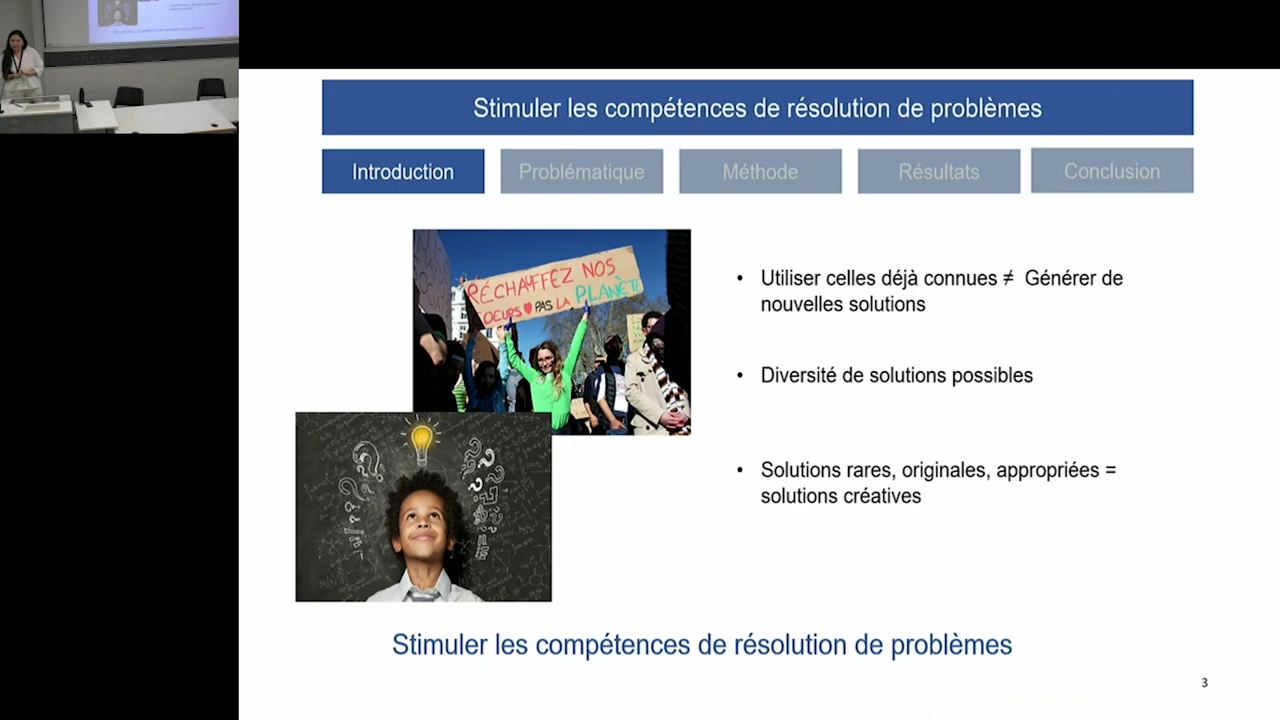 Stimuler les compétences de résolution de problèmes
Introduction
Problématique
Méthode
Résultats
Conclusion
RÉCHAUFFEZ NOS
COEURS ♥ PAS LA PLANÈTE
• Utiliser celles déjà connues ≠ Générer de
nouvelles solutions
• Diversité de solutions possibles
• Solutions rares, originales, appropriées =
solutions créatives
Stimuler les compétences de résolution de problèmes
3